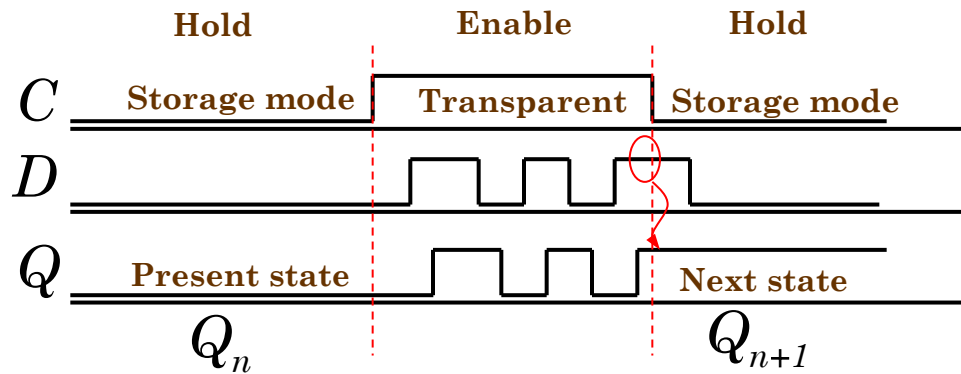 Hold Enable Hold
C Storage mode Transparent Storage mode
D
Q Present state Next state
Qn Qn+1